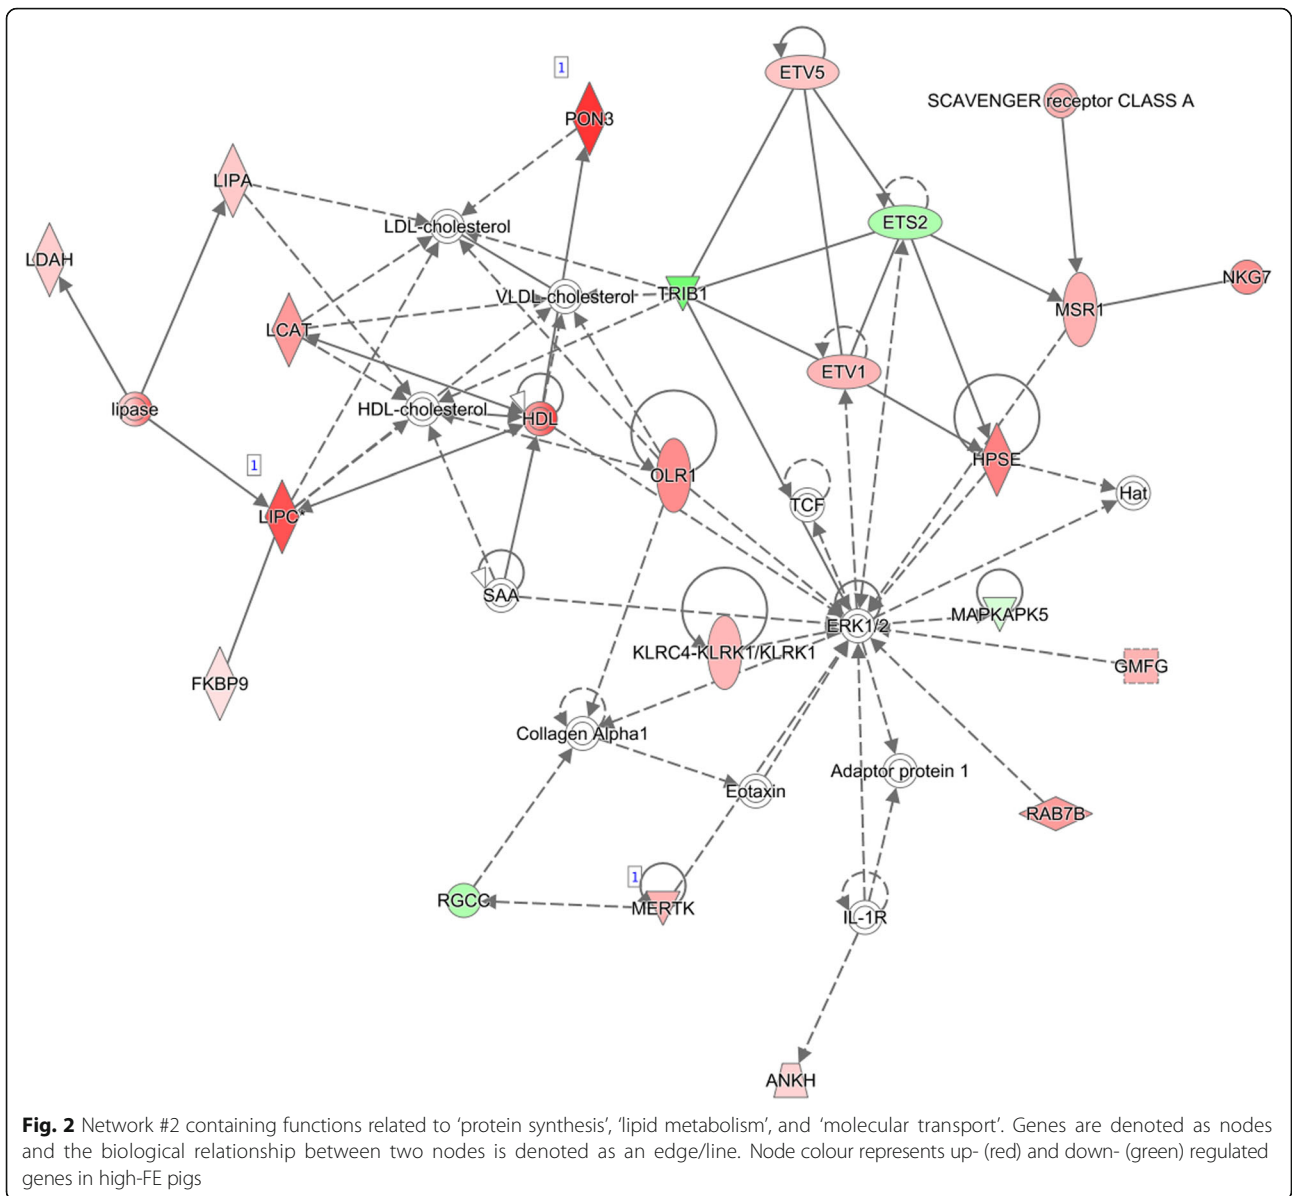 ETV5
1
SCAVENGER receptor CLASS A
PON3
LIPA
ETS2
LDL-cholesterol
LDAH
NKG7
VLDL-cholesterol
TRIB1
MSR1
LCAT
ETV1
lipase
HDL-cholesterol
HDL
1
HPSE
OLR1
Hat
TCF
LIPC*
SAA
MAPKAPK5
ERK1/2
KLRC4-KLRK1/KLRK1
GMFG
FKBP9
Collagen Alpha1
Adaptor protein 1
Eotaxin
RAB7B
1
RGCC
MERTK
IL-1R
ANKH
Fig. 2 Network #2 containing functions related to ‘protein synthesis’, ‘lipid metabolism’, and ‘molecular transport’. Genes are denoted as nodes
and the biological relationship between two nodes is denoted as an edge/line. Node colour represents up- (red) and down- (green) regulated
genes in high-FE pigs